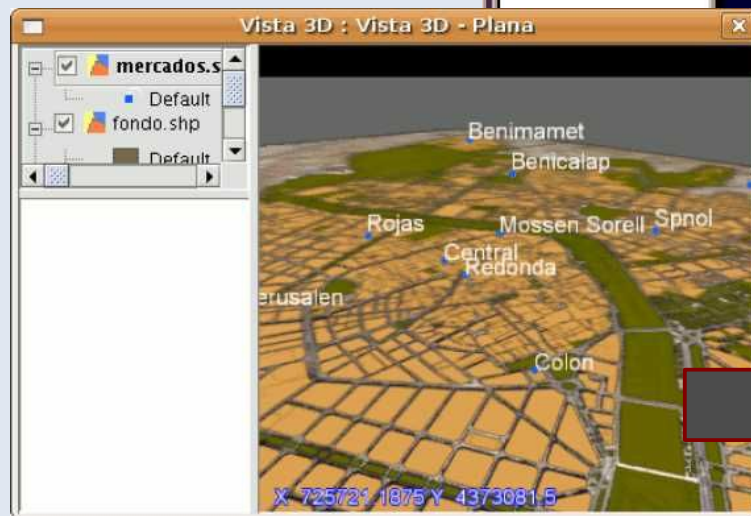 Vista 3D : Vista 3D - Plana
mercados.s
Default
fondo.shp
Default
Benimamet
Benicalap
Rojas
Mossen Sorell
Spnol
Central
Redonda
erusalen
Colon
X 725721.1875 Y 4373081.5